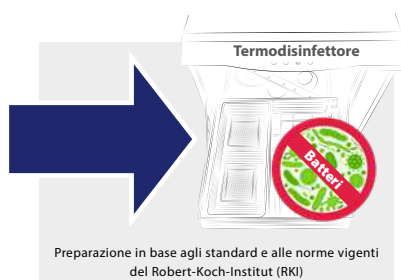 Termodisinfettore
Batteri
Preparazione in base agli standard e alle norme vigenti
del Robert-Koch-Institut (RKI)